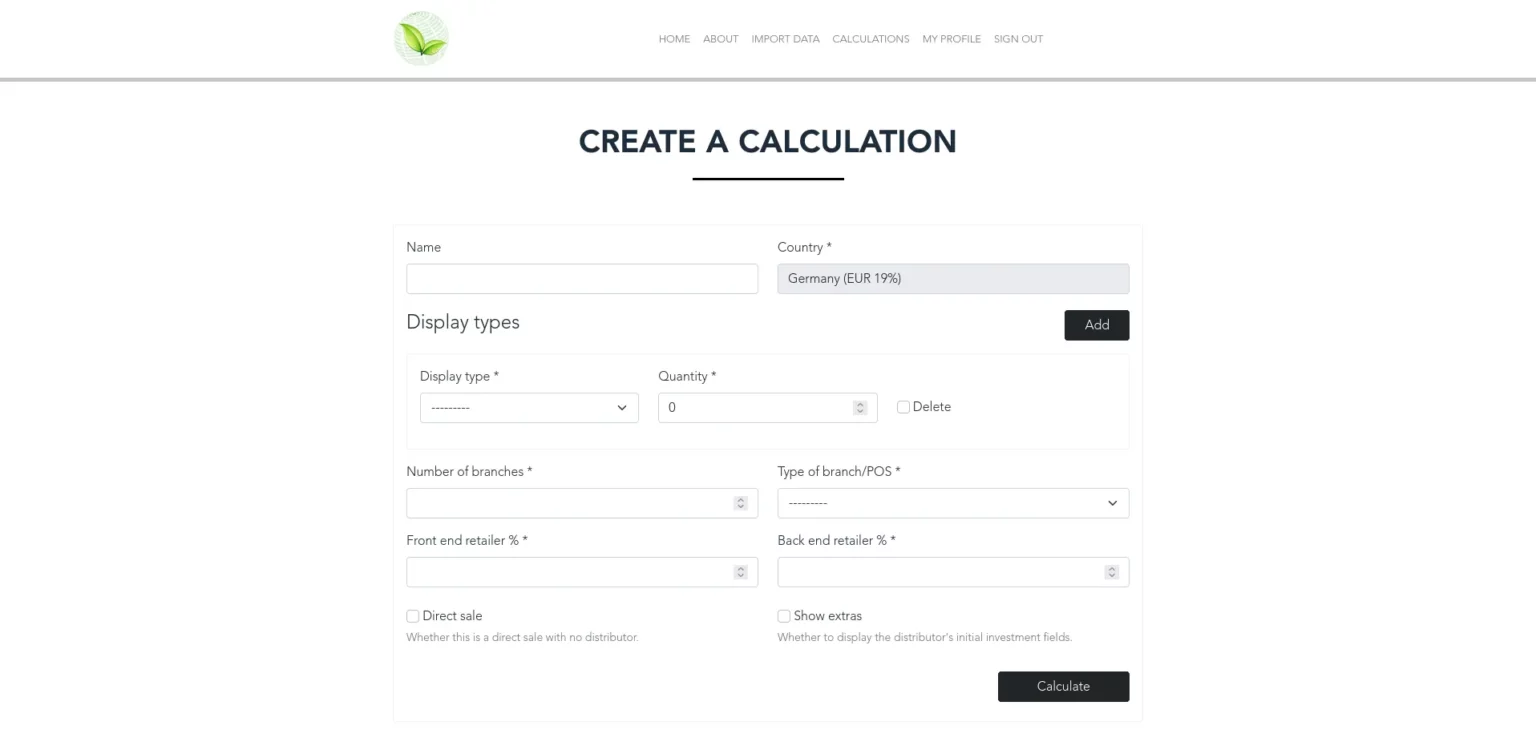 HOME ABOUT IMPORT DATA CALCULATIONS MY PROFILE SIGN OUT
CREATE A CALCULATION
Name Country *
Germany (EUR 19%)
Display types Add
Display type * Quantity *
--------- 0 Delete
Number of branches * Type of branch/POS *
---------
Front end retailer % * Back end retailer % *
Direct sale Show extras
Whether this is a direct sale with no distributor. Whether to display the distributor's initial investment fields.
Calculate